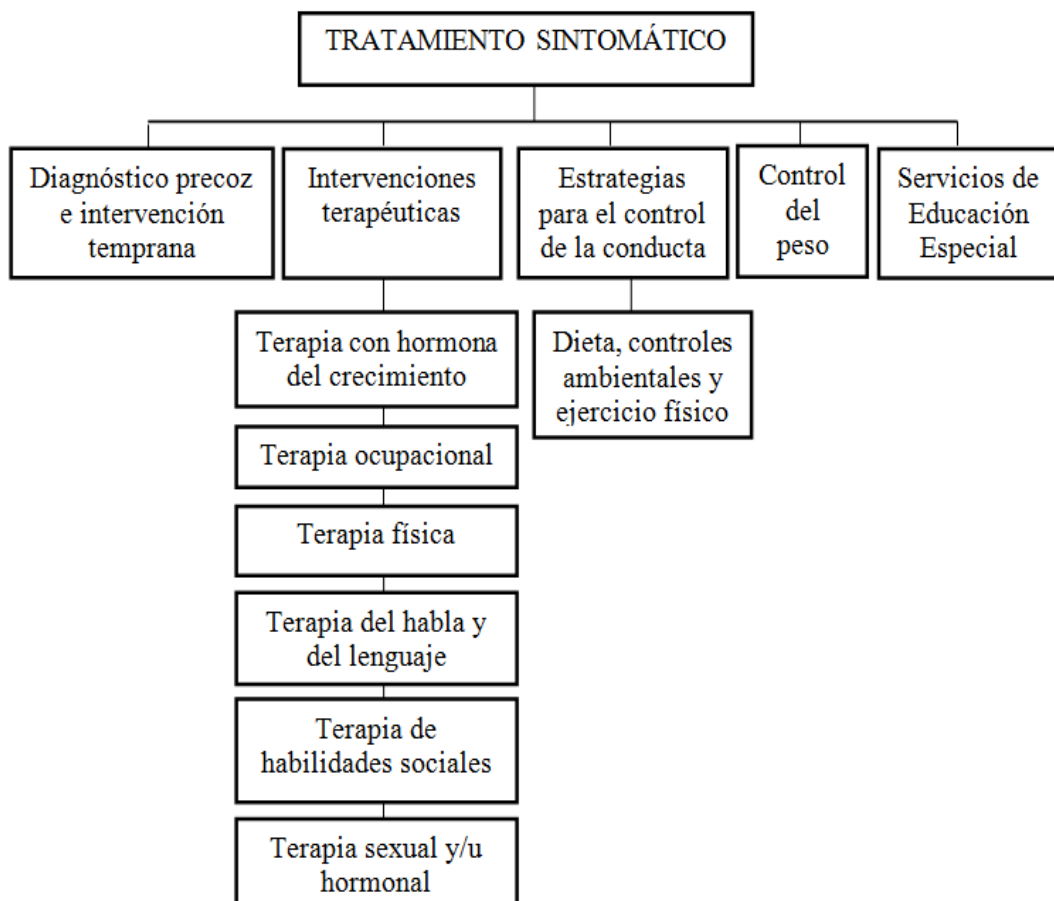 TRATAMIENTO SINTOMÁTICO
Diagnóstico precoz
e intervención
temprana
Intervenciones
terapéuticas
Estrategias
para el control
de la conducta
Control
del
peso
Servicios de
Educación
Especial
Terapia con hormona
del crecimiento
Dieta, controles
ambientales y
ejercicio físico
Terapia ocupacional
Terapia física
Terapia del habla y
del lenguaje
Terapia de
habilidades sociales
Terapia sexual y/u
hormonal